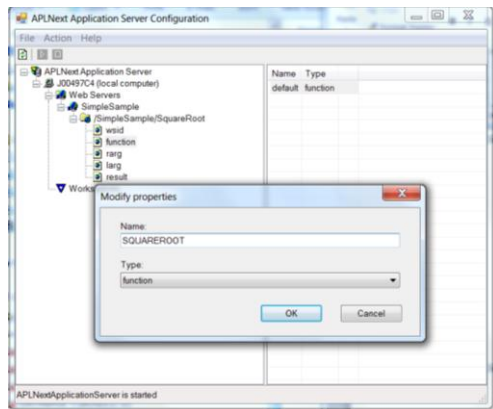 APLNext Application Server Configuration
File Action Help
APLNext Application Server
J00497C4 (local computer)
Web Servers
SimpleSample
/SimpleSample/SquareRoot
wsid
function
rarg
larg
result
Name Type
default function
Modify properties
Name:
SQUAREROOT
Type:
function
OK Cancel
APLNextApplicationServer is started